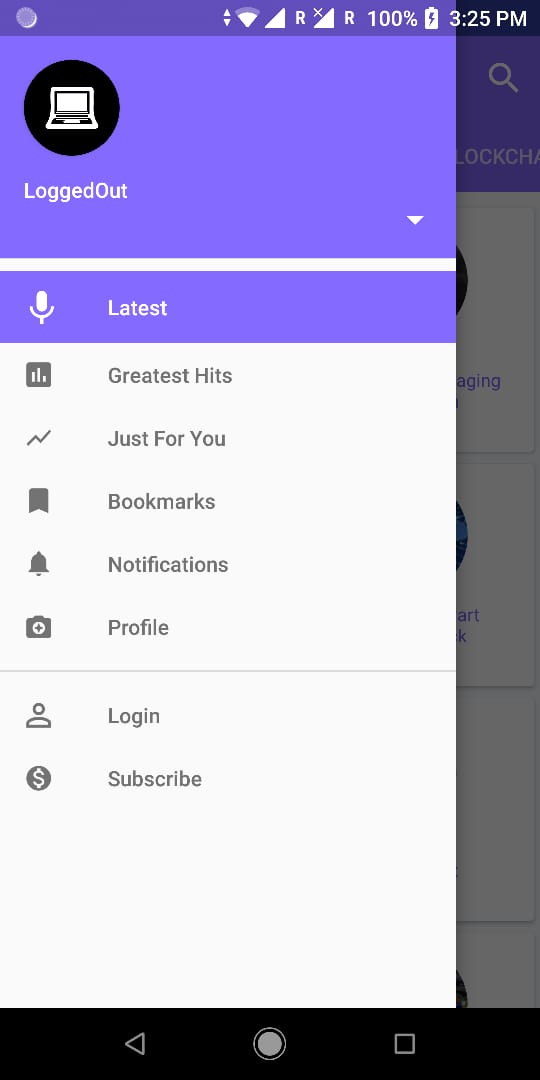 R R 100% 3:25 PM
LOCKCHA
LoggedOut
Latest
Greatest Hits
aging
Just For You
Bookmarks
Notifications
Profile
art
k
Login
Subscribe